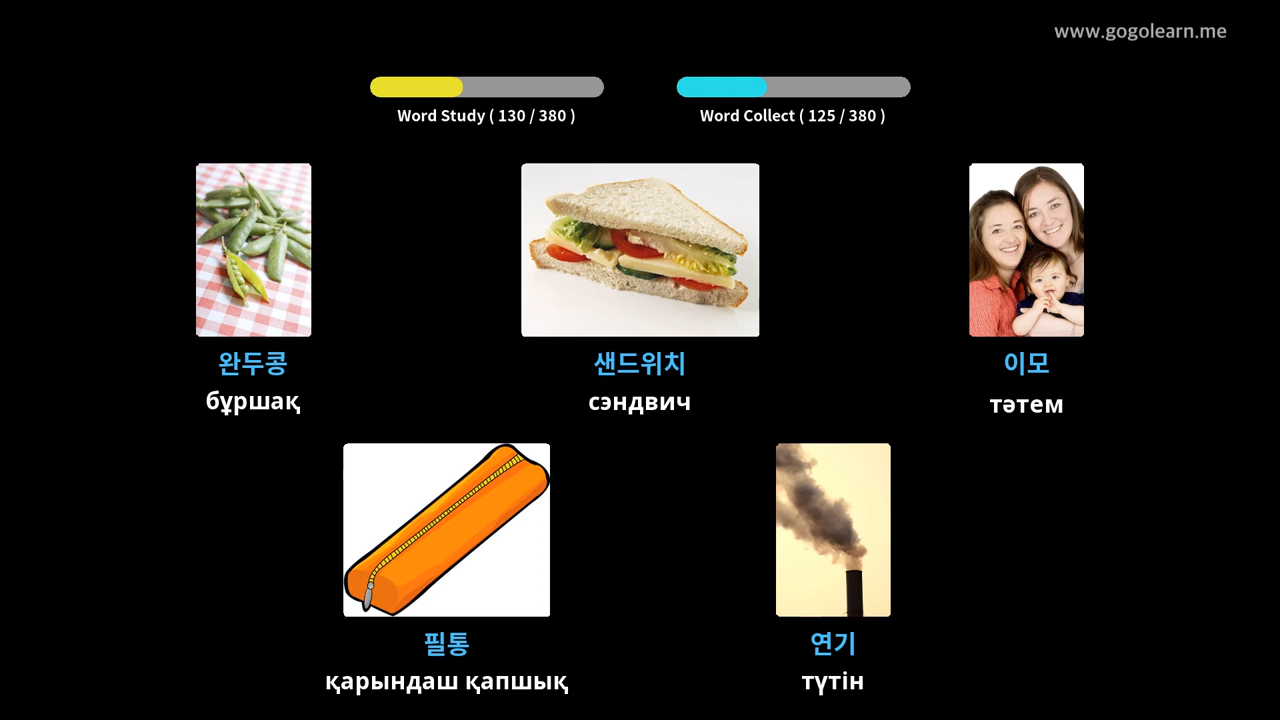 www.gogolearn.me
Word Study ( 130 / 380 )
Word Collect ( 125 / 380 )
완두콩
бұршақ
샌드위치
сэндвич
이모
тәтем
필통
қарындаш қапшық
연기
түтін